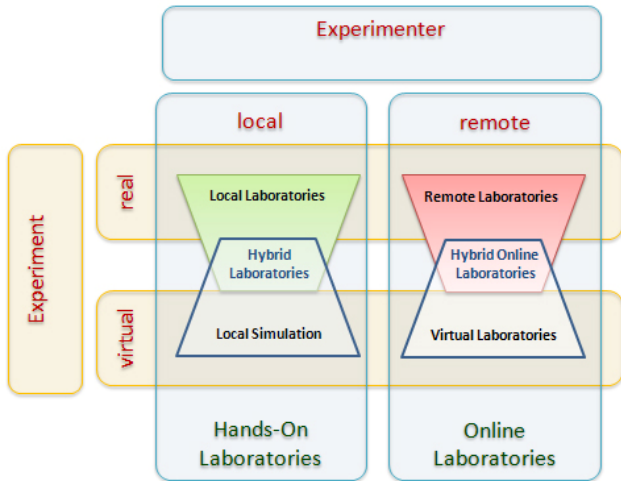 Experimenter
local
remote
Experiment
real
Local Laboratories
Remote Laboratories
Hybrid
Laboratories
Hybrid Online
Laboratories
virtual
Local Simulation
Virtual Laboratories
Hands-On
Laboratories
Online
Laboratories